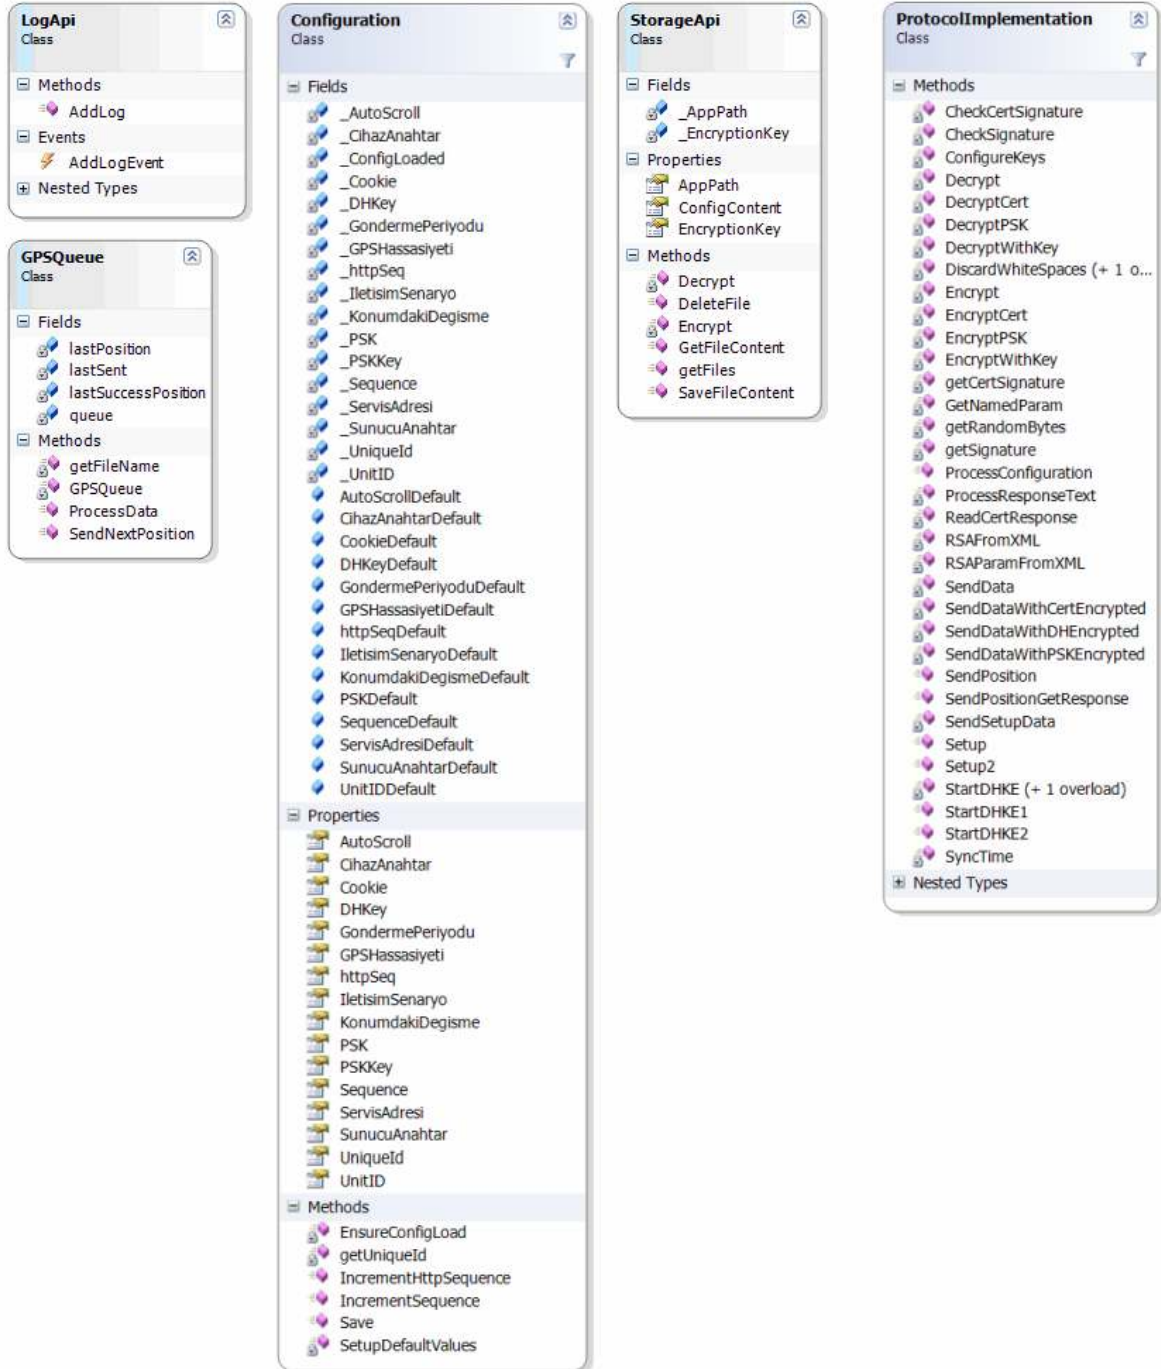 LogApi
Class
Methods
AddLog
Events
AddLogEvent
Nested Types
GPSQueue
Class
Fields
lastPosition
lastSent
lastSuccessPosition
queue
Methods
getFileName
GPSQueue
ProcessData
SendNextPosition
Configuration
Class
Fields
_AutoScroll
_CihazAnahtar
_ConfigLoaded
_Cookie
_DHKey
_GondermePeriyodu
_GPSHassasiyeti
_httpSeq
_IletisimSenaryo
_KonumdakiDegisme
_PSK
_PSKKey
_Sequence
_ServisAdresi
_SunucuAnahtar
_UniqueId
_UnitID
AutoScrollDefault
CihazAnahtarDefault
CookieDefault
DHKeyDefault
GondermePeriyoduDefault
GPSHassasiyetiDefault
httpSeqDefault
IletisimSenaryoDefault
KonumdakiDegismeDefault
PSKDefault
SequenceDefault
ServisAdresiDefault
SunucuAnahtarDefault
UnitIDDefault
Properties
AutoScroll
CihazAnahtar
Cookie
DHKey
GondermePeriyodu
GPSHassasiyeti
httpSeq
IletisimSenaryo
KonumdakiDegisme
PSK
PSKKey
Sequence
ServisAdresi
SunucuAnahtar
UniqueId
UnitID
Methods
EnsureConfigLoad
getUniqueId
IncrementHttpSequence
IncrementSequence
Save
SetupDefaultValues
StorageApi
Class
Fields
_AppPath
_EncryptionKey
Properties
AppPath
ConfigContent
EncryptionKey
Methods
Decrypt
DeleteFile
Encrypt
GetFileContent
getFiles
SaveFileContent
ProtocolImplementation
Class
Methods
CheckCertSignature
CheckSignature
ConfigureKeys
Decrypt
DecryptCert
DecryptPSK
DecryptWithKey
DiscardWhiteSpaces (+ 1 o...
Encrypt
EncryptCert
EncryptPSK
EncryptWithKey
getCertSignature
GetNamedParam
getRandomBytes
getSignature
ProcessConfiguration
ProcessResponseText
ReadCertResponse
RSAFromXML
RSAParamFromXML
SendData
SendDataWithCertEncrypted
SendDataWithDHEncrypted
SendDataWithPSKEncrypted
SendPosition
SendPositionGetResponse
SendSetupData
Setup
Setup2
StartDHKE (+ 1 overload)
StartDHKE1
StartDHKE2
SyncTime
Nested Types